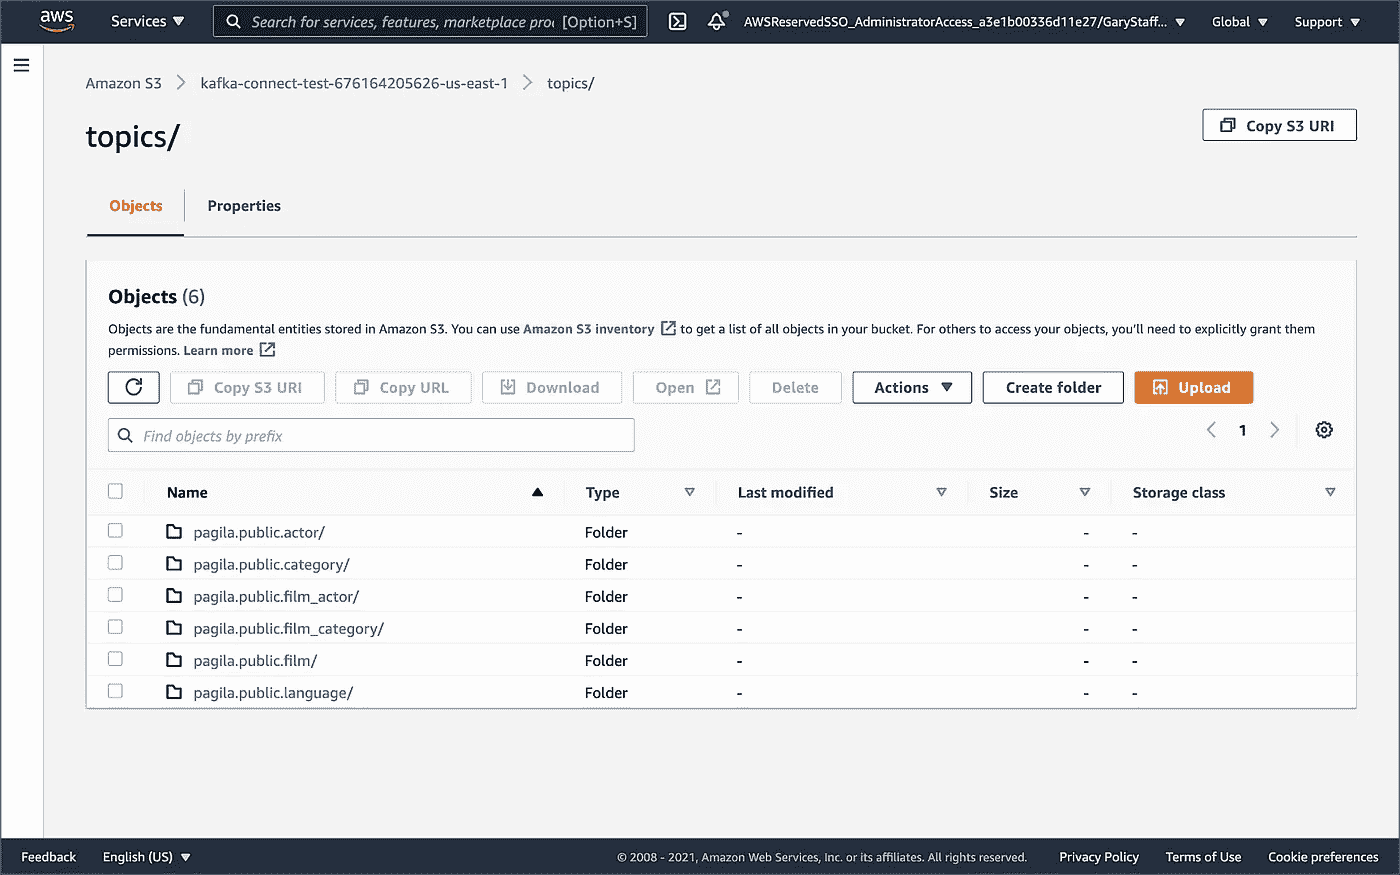 aws Services Search for services, features, marketplace pro [Option+S] AWSReservedSSO_AdministratorAccess_a3e1b00336d11e27/GaryStaff... Global Support
Amazon S3 kafka-connect-test-676164205626-us-east-1 topics/
topics/
Copy S3 URI
Objects Properties
Objects (6)
Objects are the fundamental entities stored in Amazon S3. You can use Amazon S3 inventory to get a list of all objects in your bucket. For others to access your objects, you'll need to explicitly grant them
permissions. Learn more
Copy S3 URI Copy URL Download Open Delete Actions Create folder Upload
Find objects by prefix
1
Name Type Last modified Size Storage class
pagila.public.actor/ Folder - - -
pagila.public.category/ Folder - - -
pagila.public.film_actor/ Folder - - -
pagila.public.film_category/ Folder - - -
pagila.public.film/ Folder - - -
pagila.public.language/ Folder - - -
Feedback English (US) © 2008 - 2021, Amazon Web Services, Inc. or its affiliates. All rights reserved. Privacy Policy Terms of Use Cookie preferences